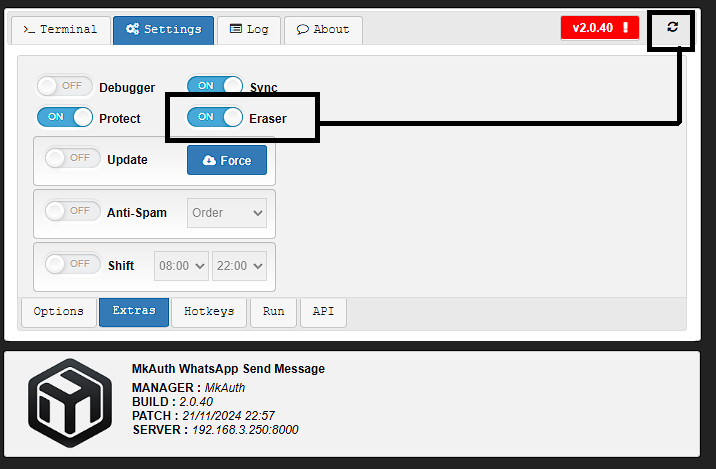 >_ Terminal Settings Log About v2.0.40 !
OFF Debugger ON Sync
ON Protect ON Eraser
OFF Update Force
OFF Anti-Spam Order
OFF Shift 08:00 22:00
Options Extras Hotkeys Run API
MkAuth WhatsApp Send Message
MANAGER : MkAuth
BUILD : 2.0.40
PATCH : 21/11/2024 22:57
SERVER : 192.168.3.250:8000